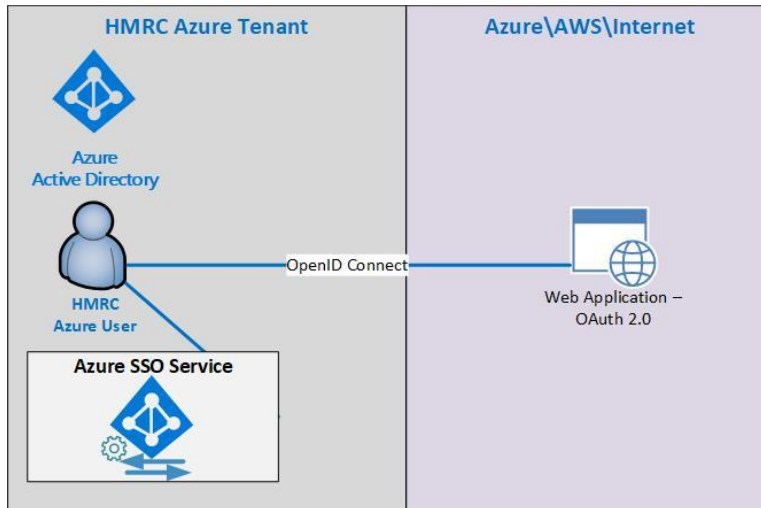 HMRC Azure Tenant
Azure\AWS\Internet
Azure
Active Directory
OpenID Connect
HMRC
Azure User
Web Application –
OAuth 2.0
Azure SSO Service